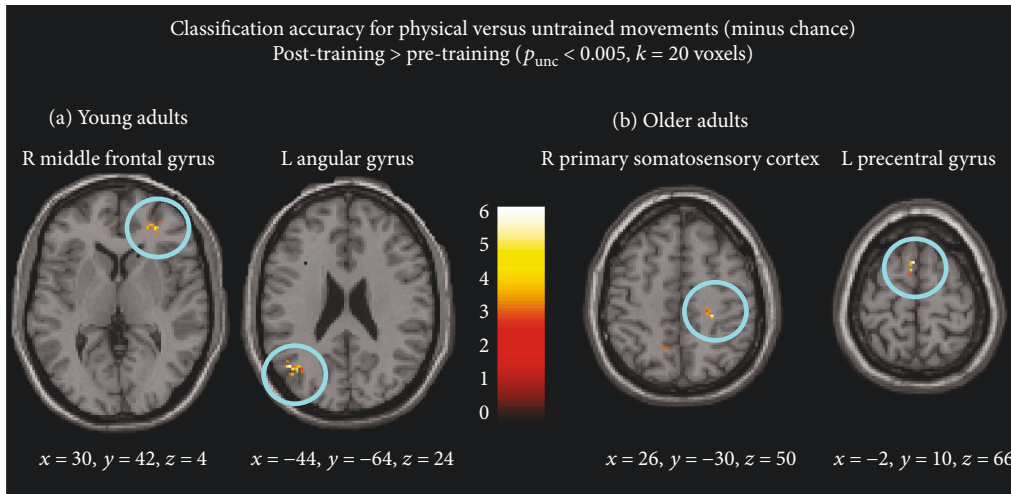 Classification accuracy for physical versus untrained movements (minus chance)
Post-training > pre-training (p_unc < 0.005, k = 20 voxels)
(a) Young adults
R middle frontal gyrus
L angular gyrus
x = 30, y = 42, z = 4
x = −44, y = −64, z = 24
6
5
4
3
2
1
0
(b) Older adults
R primary somatosensory cortex
L precentral gyrus
x = 26, y = −30, z = 50
x = −2, y = 10, z = 66